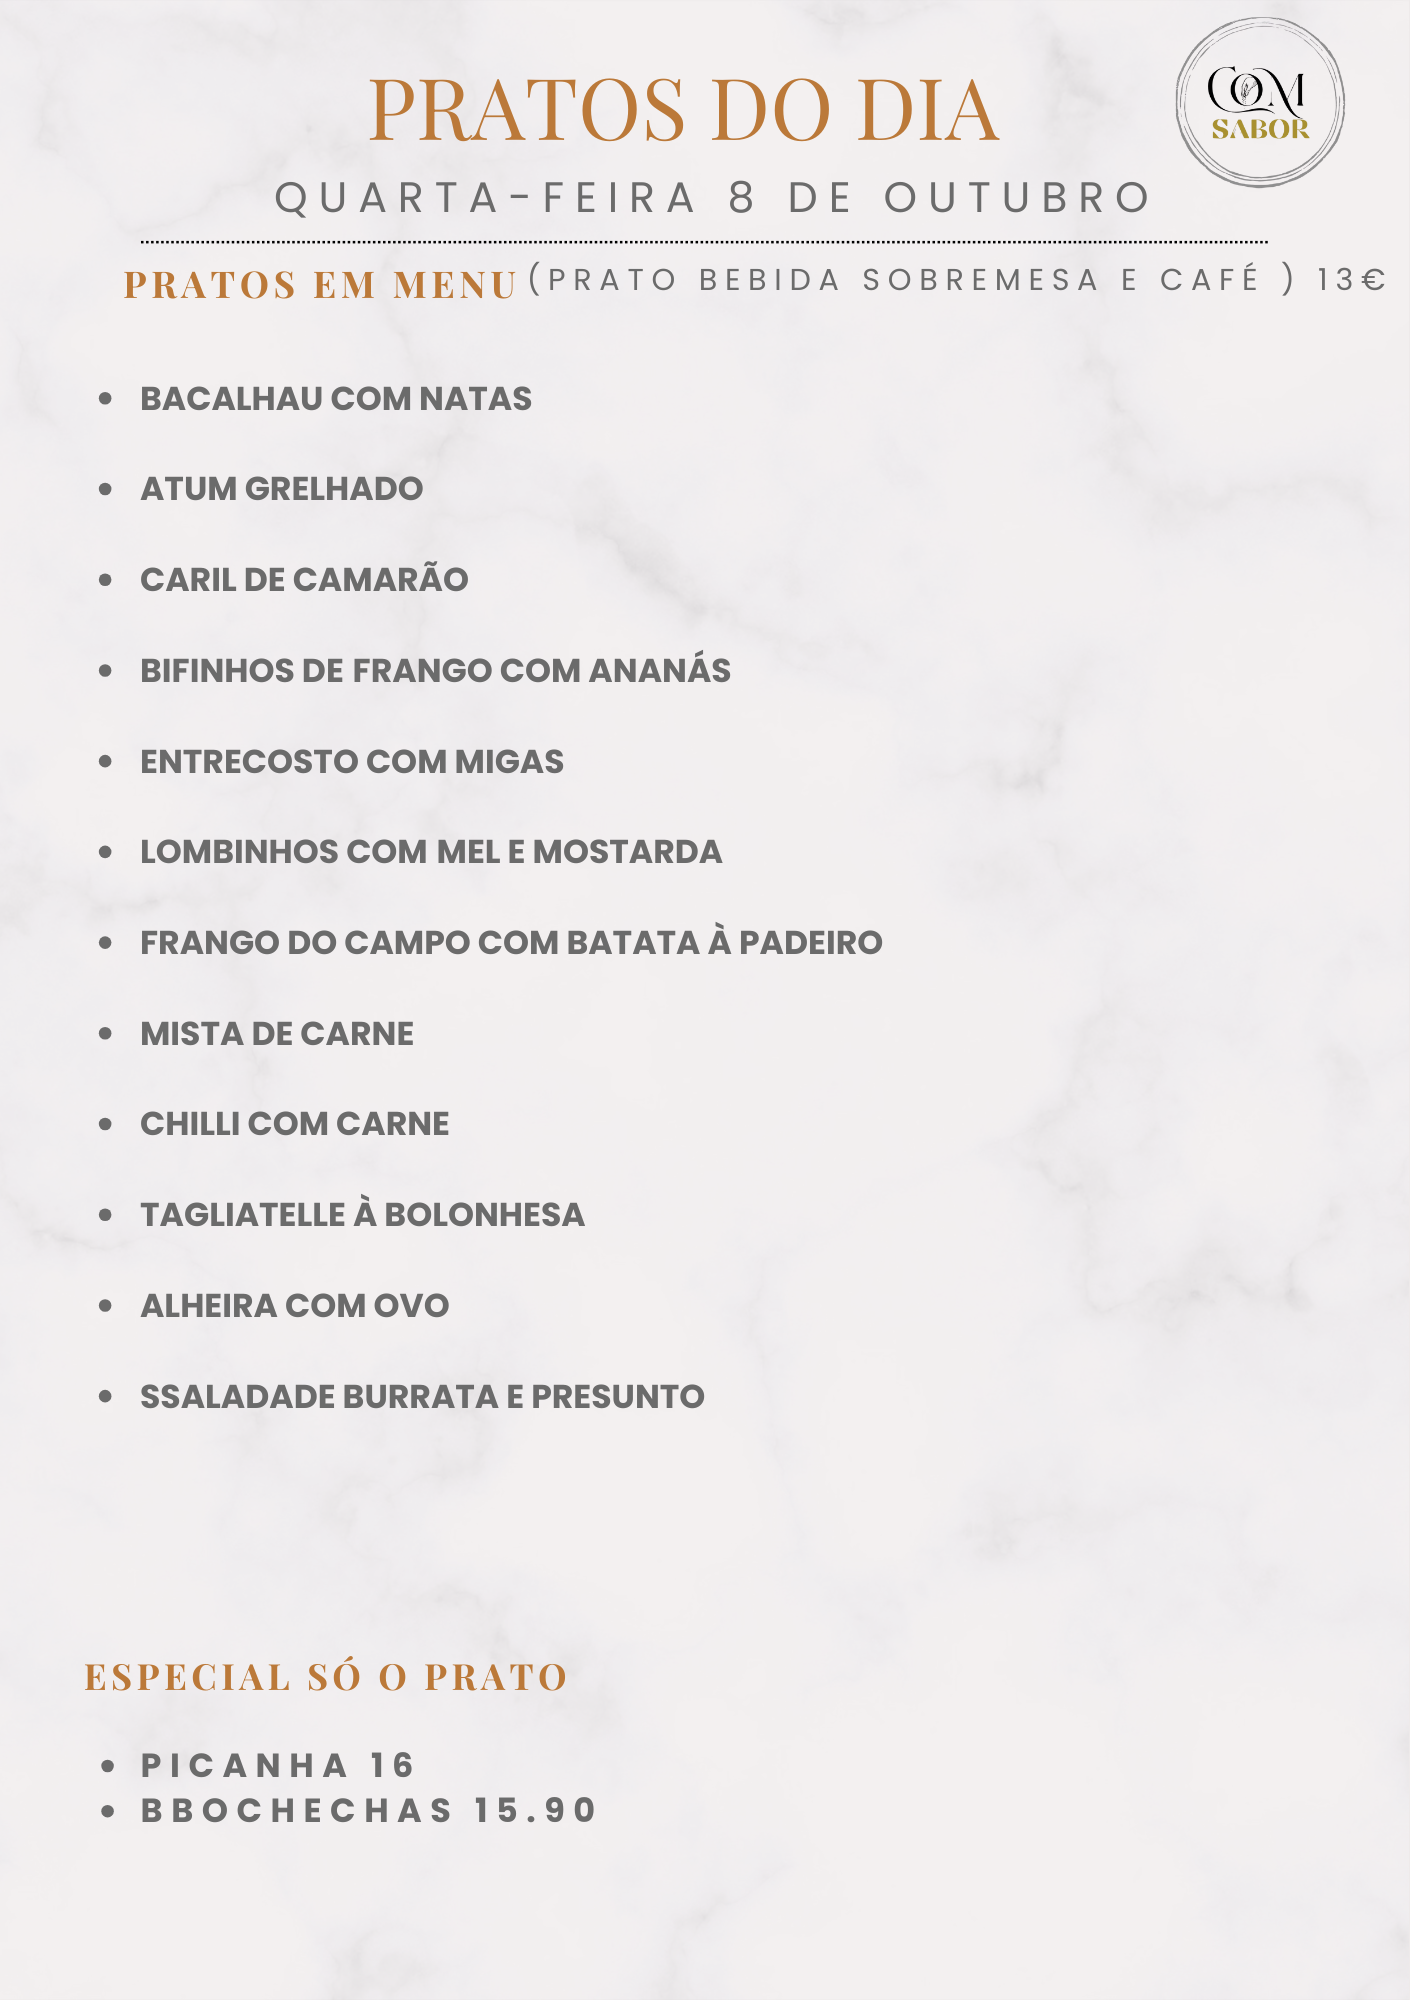 COM
SABOR
PRATOS DO DIA
QUARTA-FEIRA 8 DE OUTUBRO
PRATOS EM MENU (PRATO BEBIDA SOBREMESA E CAFÉ ) 13€
• BACALHAU COM NATAS
• ATUM GRELHADO
• CARIL DE CAMARÃO
• BIFINHOS DE FRANGO COM ANANÁS
• ENTRECOSTO COM MIGAS
• LOMBINHOS COM MEL E MOSTARDA
• FRANGO DO CAMPO COM BATATA À PADEIRO
• MISTA DE CARNE
• CHILLI COM CARNE
• TAGLIATELLE À BOLONHESA
• ALHEIRA COM OVO
• SSALADADE BURRATA E PRESUNTO
ESPECIAL SÓ O PRATO
• PICANHA 16
• BBOCHECHAS 15.90